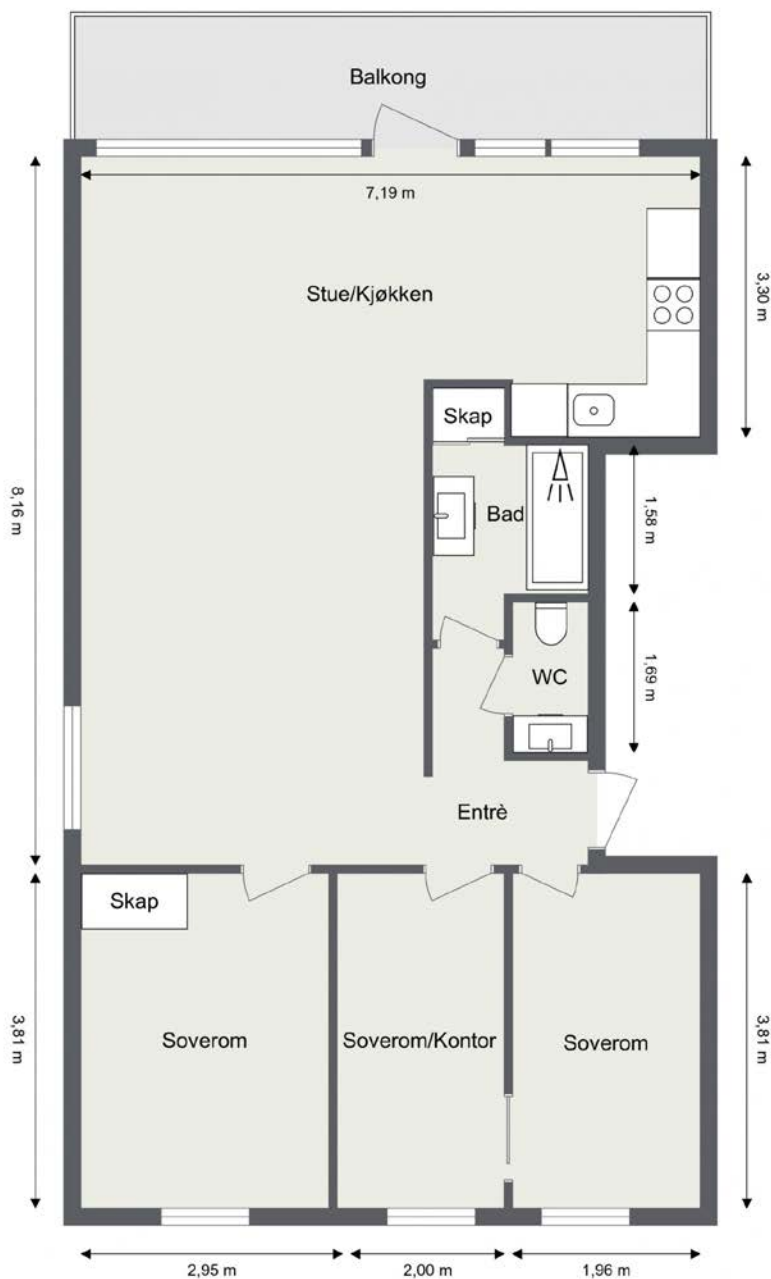 Balkong
7,19 m
Stue/Kjøkken
3,30 m
Skap
8,16 m
Bad
1,58 m
WC
1,69 m
Entrè
Skap
3,81 m
Soverom
Soverom/Kontor
Soverom
3,81 m
2,95 m
2,00 m
1,96 m